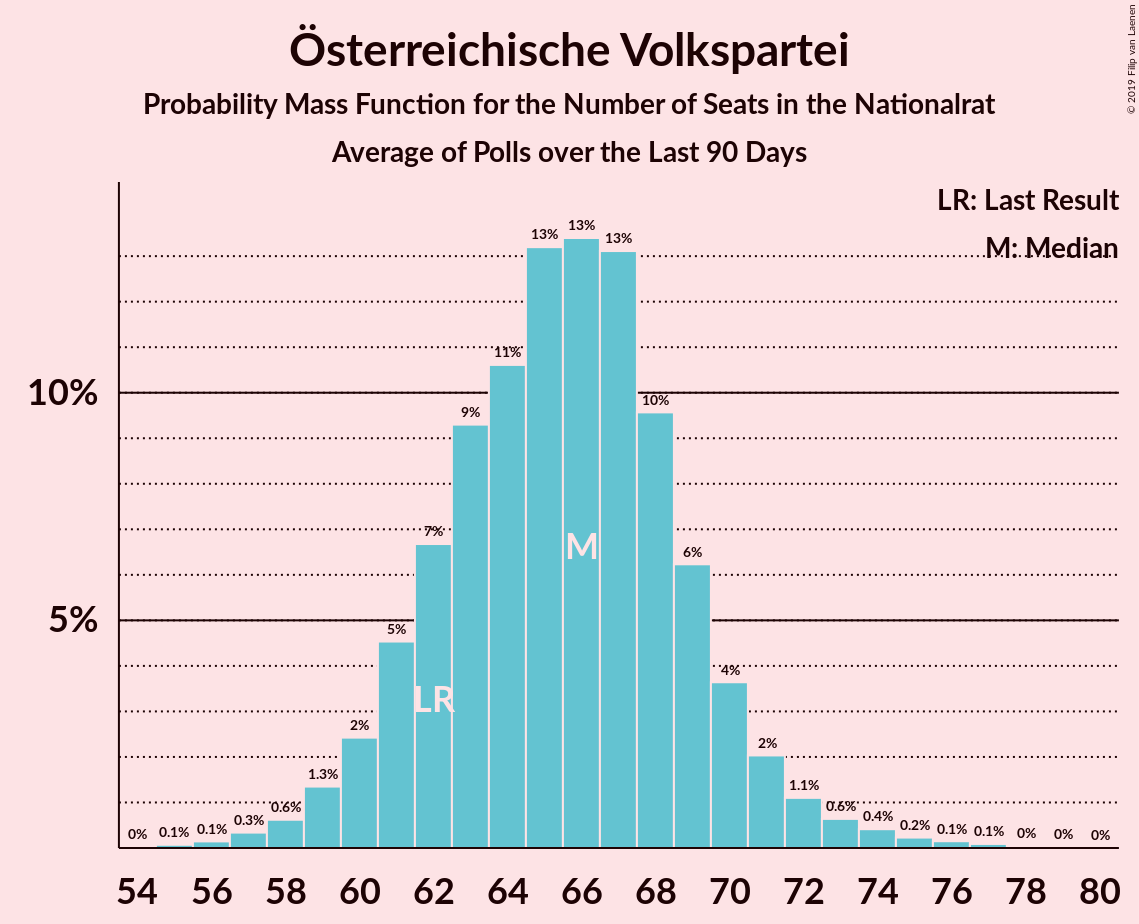 Österreichische Volkspartei
Probability Mass Function for the Number of Seats in the Nationalrat
Average of Polls over the Last 90 Days
© 2019 Filip van Laenen
LR: Last Result
M: Median
10%
5%
0% 0.1% 0.1% 0.3% 0.6% 1.3% 2% 5% 7% 9% 11% 13% 13% 13% 10% 6% 4% 2% 1.1% 0.6% 0.4% 0.2% 0.1% 0.1% 0% 0% 0%
M
LR
54 56 58 60 62 64 66 68 70 72 74 76 78 80